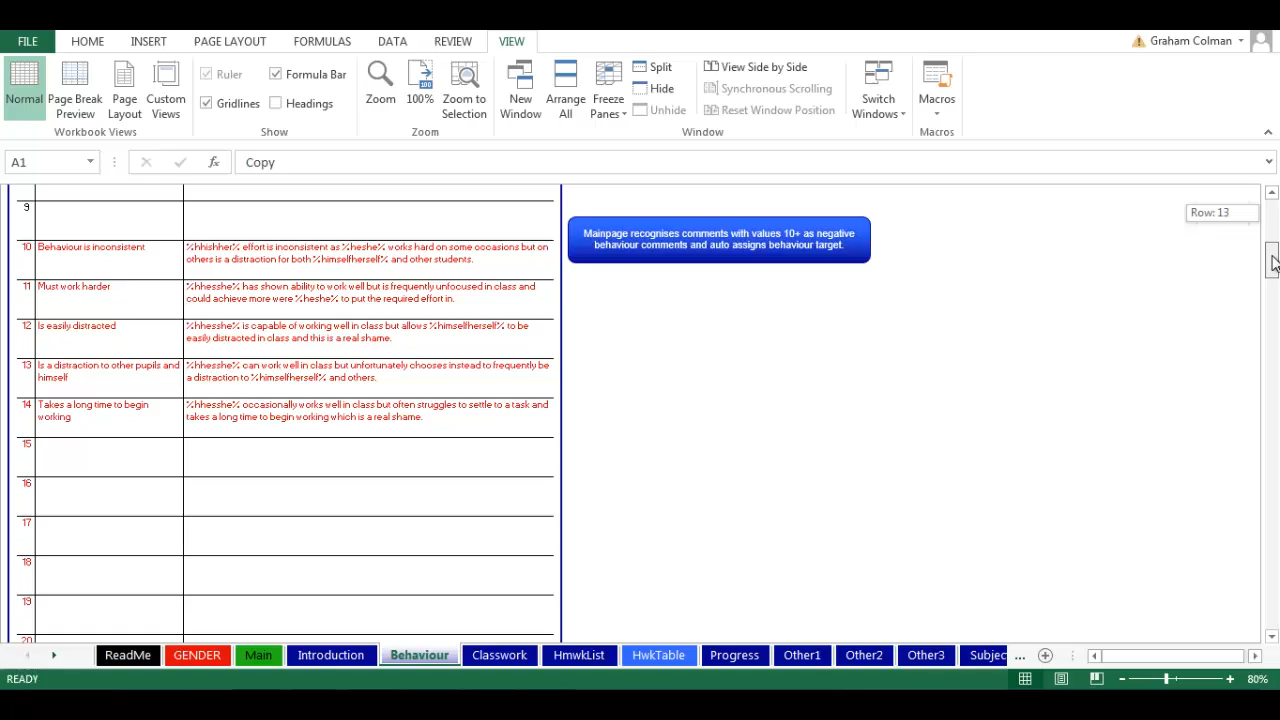 FILE HOME INSERT PAGE LAYOUT FORMULAS DATA REVIEW VIEW Graham Colman
Normal
Page Break
Preview
Page
Layout
Custom
Views
Workbook Views
Ruler
Formula Bar
Gridlines
Headings
Show
Zoom
100%
Zoom to
Selection
Zoom
New
Window
Arrange
All
Freeze
Panes
Split
Hide
Unhide
View Side by Side
Synchronous Scrolling
Reset Window Position
Window
Switch
Windows
Macros
Macros
A1 fx Copy
Row: 13
9
Mainpage recognises comments with values 10+ as negative
behaviour comments and auto assigns behaviour target.
10 Behaviour is inconsistent %hhishher% effort is inconsistent as %heshe% works hard on some occasions but on
others is a distraction for both %himselfherself% and other students.
11 Must work harder %hhesshe% has shown ability to work well but is frequently unfocused in class and
could achieve more were %heshe% to put the required effort in.
12 Is easily distracted %hhesshe% is capable of working well in class but allows %himselfherself% to be
easily distracted in class and this is a real shame.
13 Is a distraction to other pupils and %hhesshe% can work well in class but unfortunately chooses instead to frequently be
himself a distraction to %himselfherself% and others.
14 Takes a long time to begin %hhesshe% occasionally works well in class but often struggles to settle to a task and
working takes a long time to begin working which is a real shame.
15
16
17
18
19
20
ReadMe GENDER Main Introduction Behaviour Classwork HmwkList HwkTable Progress Other1 Other2 Other3 Subjec ...
READY 80%